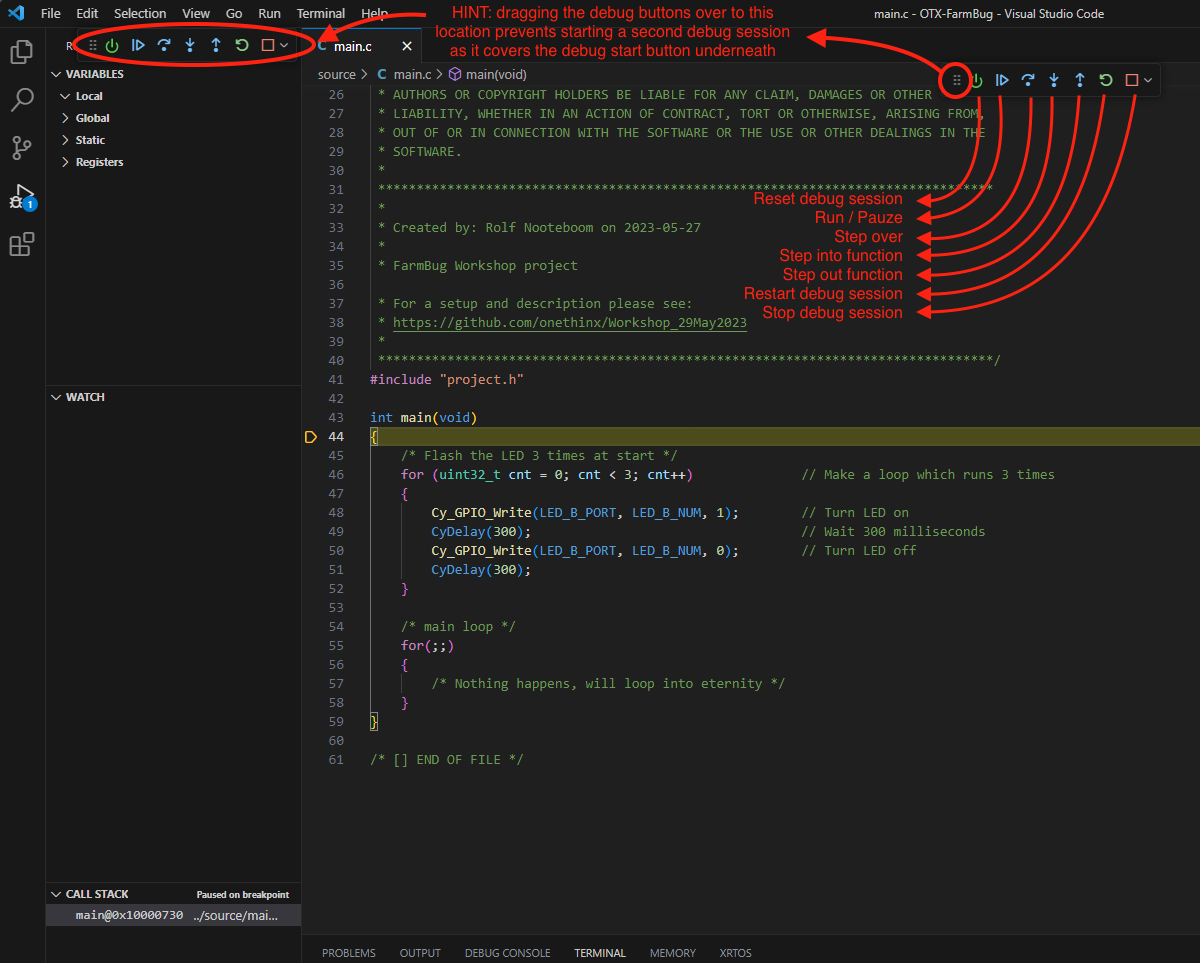 File Edit Selection View Go Run Terminal Help
main.c - OTX-FarmBug - Visual Studio Code
HINT: dragging the debug buttons over to this
location prevents starting a second debug session
as it covers the debug start button underneath
R
C main.c
VARIABLES
Local
Global
Static
Registers
WATCH
CALL STACK Paused on breakpoint
main@0x10000730 ../source/mai...
1
source > C main.c > main(void)
26 * AUTHORS OR COPYRIGHT HOLDERS BE LIABLE FOR ANY CLAIM, DAMAGES OR OTHER
27 * LIABILITY, WHETHER IN AN ACTION OF CONTRACT, TORT OR OTHERWISE, ARISING FROM,
28 * OUT OF OR IN CONNECTION WITH THE SOFTWARE OR THE USE OR OTHER DEALINGS IN THE
29 * SOFTWARE.
30 *
31 ********************************************************************************
32 *
33 * Created by: Rolf Nooteboom on 2023-05-27
34 *
35 * FarmBug Workshop project
36
37 * For a setup and description please see:
38 * https://github.com/onethinx/Workshop_29May2023
39 *
40 ********************************************************************************/
41 #include "project.h"
42
43 int main(void)
44 {
45 /* Flash the LED 3 times at start */
46 for (uint32_t cnt = 0; cnt < 3; cnt++) // Make a loop which runs 3 times
47 {
48 Cy_GPIO_Write(LED_B_PORT, LED_B_NUM, 1); // Turn LED on
49 CyDelay(300); // Wait 300 milliseconds
50 Cy_GPIO_Write(LED_B_PORT, LED_B_NUM, 0); // Turn LED off
51 CyDelay(300);
52 }
53
54 /* main loop */
55 for(;;)
56 {
57 /* Nothing happens, will loop into eternity */
58 }
59 }
60
61 /* [] END OF FILE */
Reset debug session
Run / Pauze
Step over
Step into function
Step out function
Restart debug session
Stop debug session
PROBLEMS OUTPUT DEBUG CONSOLE TERMINAL MEMORY XRTOS